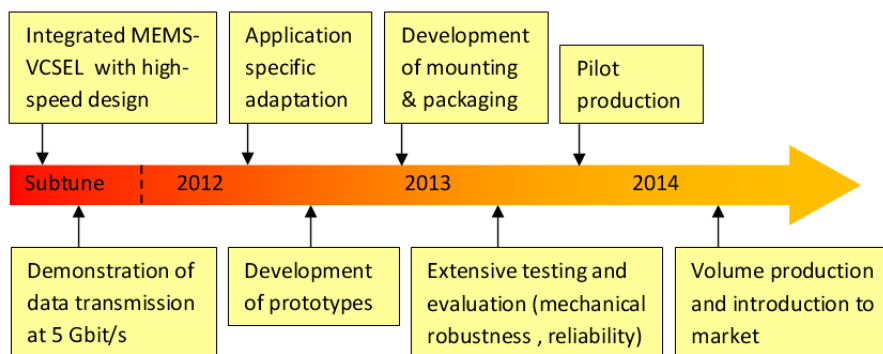 Integrated MEMS-
VCSEL with high-
speed design
Application
specific
adaptation
Development
of mounting
& packaging
Pilot
production
Subtune
2012
2013
2014
Demonstration of
data transmission
at 5 Gbit/s
Development
of prototypes
Extensive testing and
evaluation (mechanical
robustness , reliability)
Volume production
and introduction to
market